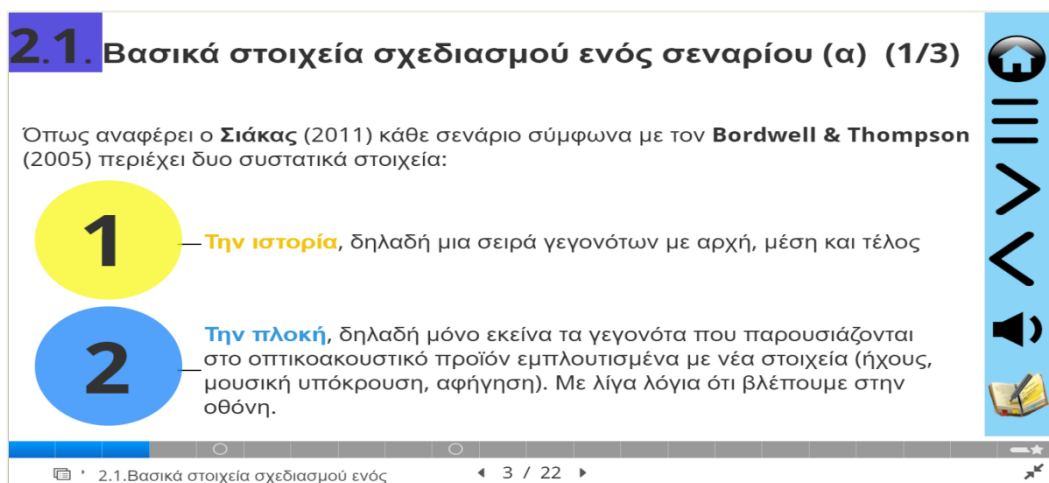 2.1. Βασικά στοιχεία σχεδιασμού ενός σεναρίου (α) (1/3)
Όπως αναφέρει ο Σιάκας (2011) κάθε σενάριο σύμφωνα με τον Bordwell & Thompson
(2005) περιέχει δυο συστατικά στοιχεία:
1
Την ιστορία, δηλαδή μια σειρά γεγονότων με αρχή, μέση και τέλος
2
Την πλοκή, δηλαδή μόνο εκείνα τα γεγονότα που παρουσιάζονται
στο οπτικοακουστικό προϊόν εμπλουτισμένα με νέα στοιχεία (ήχους,
μουσική υπόκρουση, αφήγηση). Με λίγα λόγια ότι βλέπουμε στην
οθόνη.
2.1.Βασικά στοιχεία σχεδιασμού ενός
3 / 22